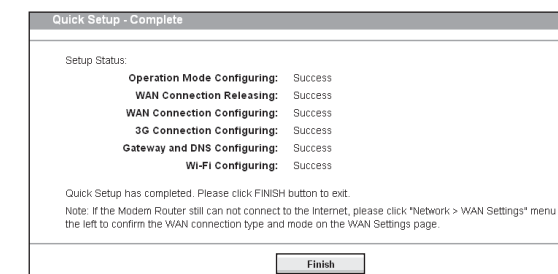 Quick Setup - Complete
Setup Status:
Operation Mode Configuring: Success
WAN Connection Releasing: Success
WAN Connection Configuring: Success
3G Connection Configuring: Success
Gateway and DNS Configuring: Success
Wi-Fi Configuring: Success
Quick Setup has completed. Please click FINISH button to exit.
Note: If the Modem Router still can not connect to the Internet, please click "Network > WAN Settings" menu
the left to confirm the WAN connection type and mode on the WAN Settings page.
Finish